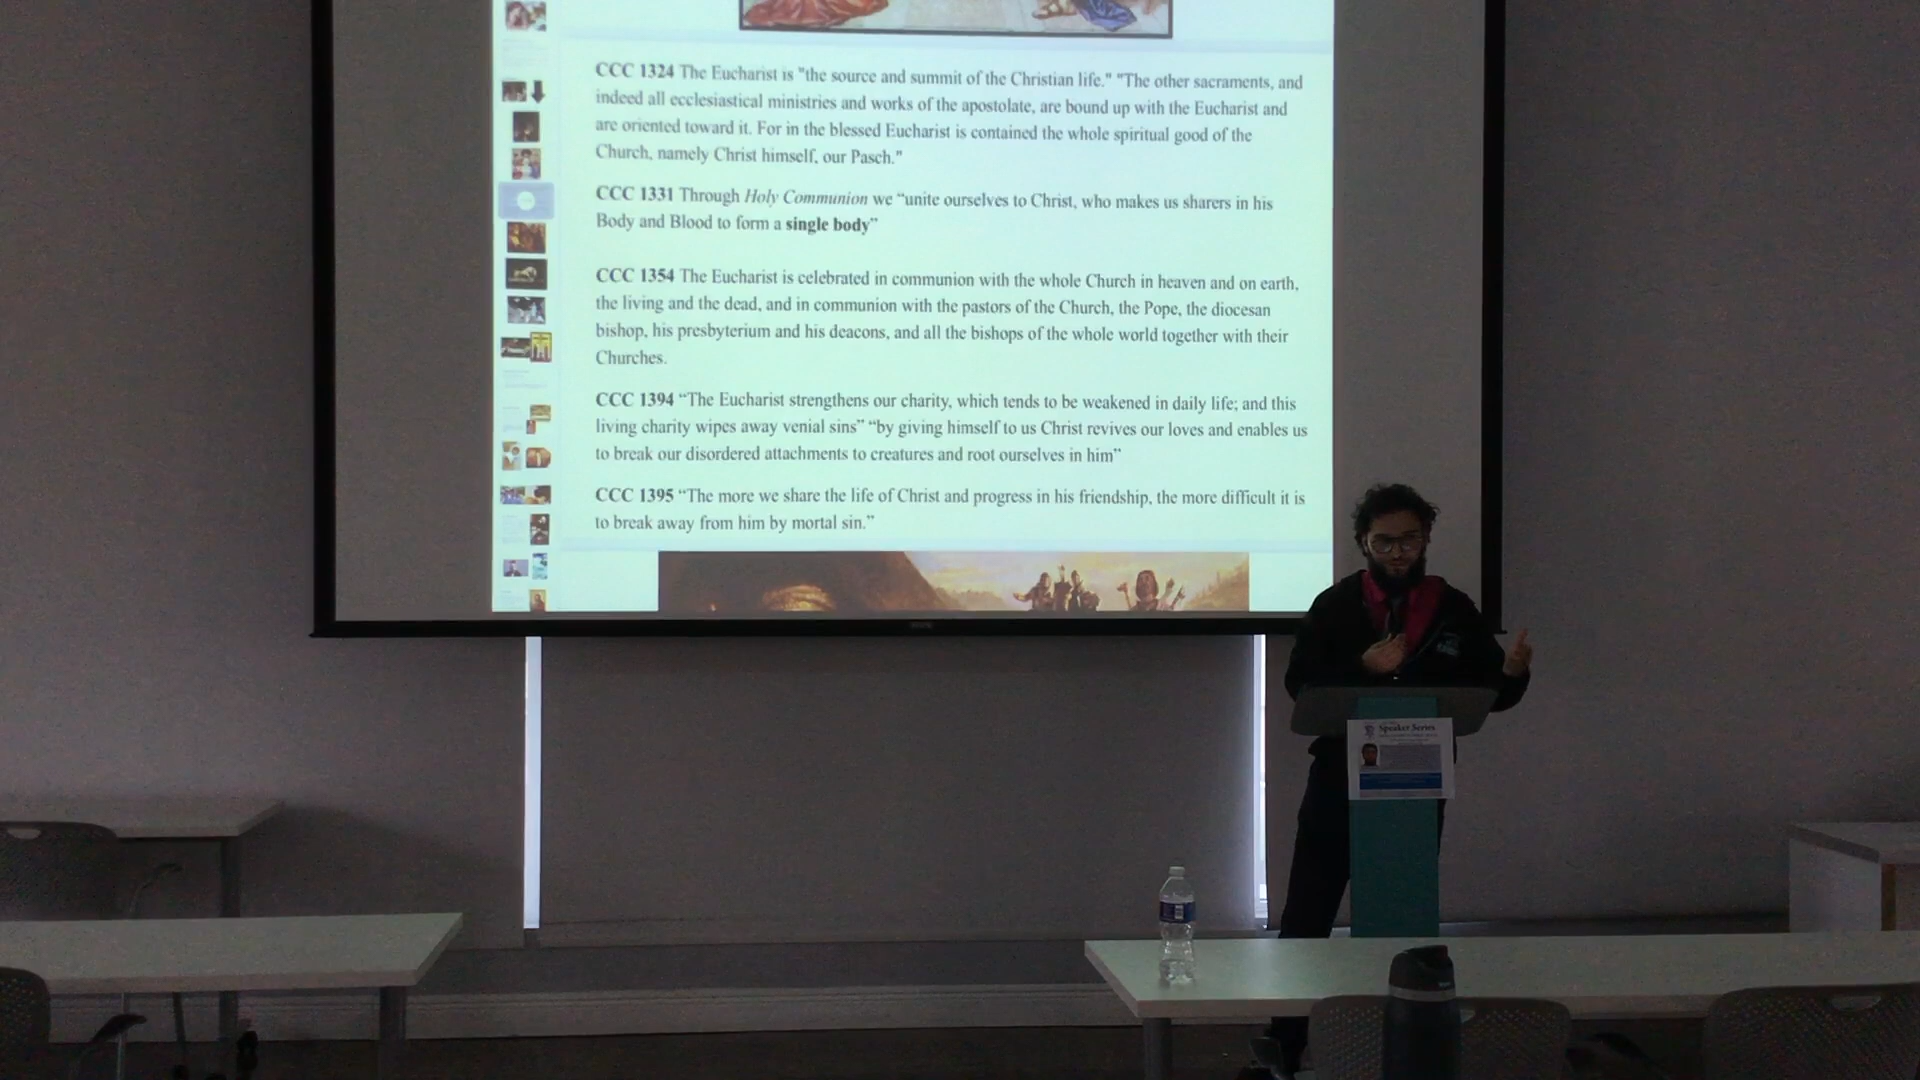 CCC 1324 The Eucharist is "the source and summit of the Christian life." "The other sacraments, and
indeed all ecclesiastical ministries and works of the apostolate, are bound up with the Eucharist and
are oriented toward it. For in the blessed Eucharist is contained the whole spiritual good of the
Church, namely Christ himself, our Pasch."
CCC 1331 Through Holy Communion we “unite ourselves to Christ, who makes us sharers in his
Body and Blood to form a single body”
CCC 1354 The Eucharist is celebrated in communion with the whole Church in heaven and on earth,
the living and the dead, and in communion with the pastors of the Church, the Pope, the diocesan
bishop, his presbyterium and his deacons, and all the bishops of the whole world together with their
Churches.
CCC 1394 “The Eucharist strengthens our charity, which tends to be weakened in daily life; and this
living charity wipes away venial sins” “by giving himself to us Christ revives our loves and enables us
to break our disordered attachments to creatures and root ourselves in him”
CCC 1395 “The more we share the life of Christ and progress in his friendship, the more difficult it is
to break away from him by mortal sin.”
Speaker Series